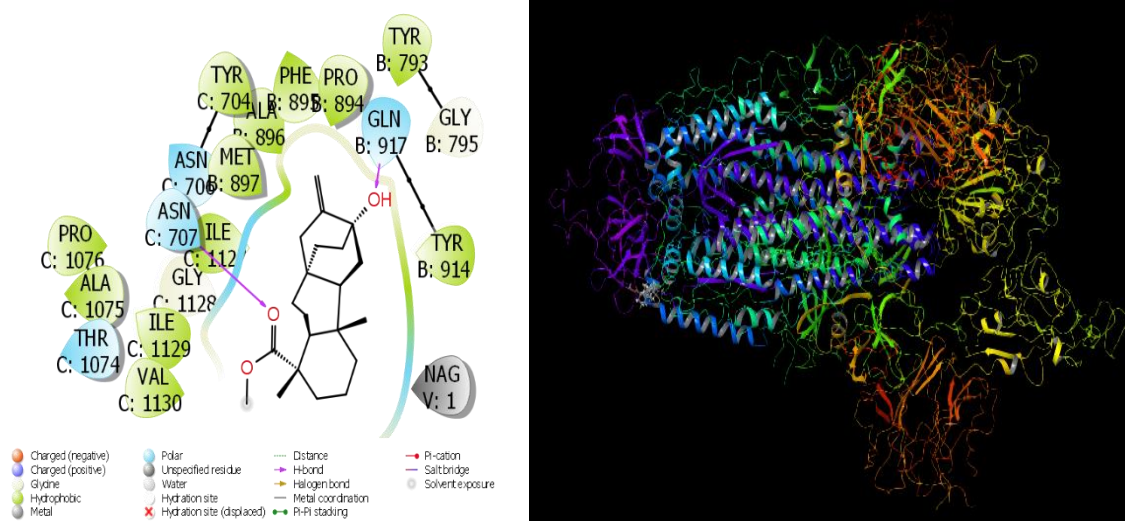 TYR
B: 793
TYR
C: 704
PHE
B: 895
PRO
B: 894
ALA
B: 896
GLN
B: 917
GLY
B: 795
ASN
C: 706
MET
B: 897
OH
ASN
C: 707
ILE
PRO
C: 1076
TYR
B: 914
GLY
C: 1128
ALA
C: 1075
O
ILE
C: 1129
THR
C: 1074
O
VAL
C: 1130
NAG
V: 1
Charged (negative)
Charged (positive)
Glycine
Hydrophobic
Metal
Polar
Unspecified residue
Water
Hydration site
Hydration site (displaced)
Distance
H-bond
Halogen bond
Metal coordination
Pi-Pi stacking
Pi-cation
Salt bridge
Solvent exposure